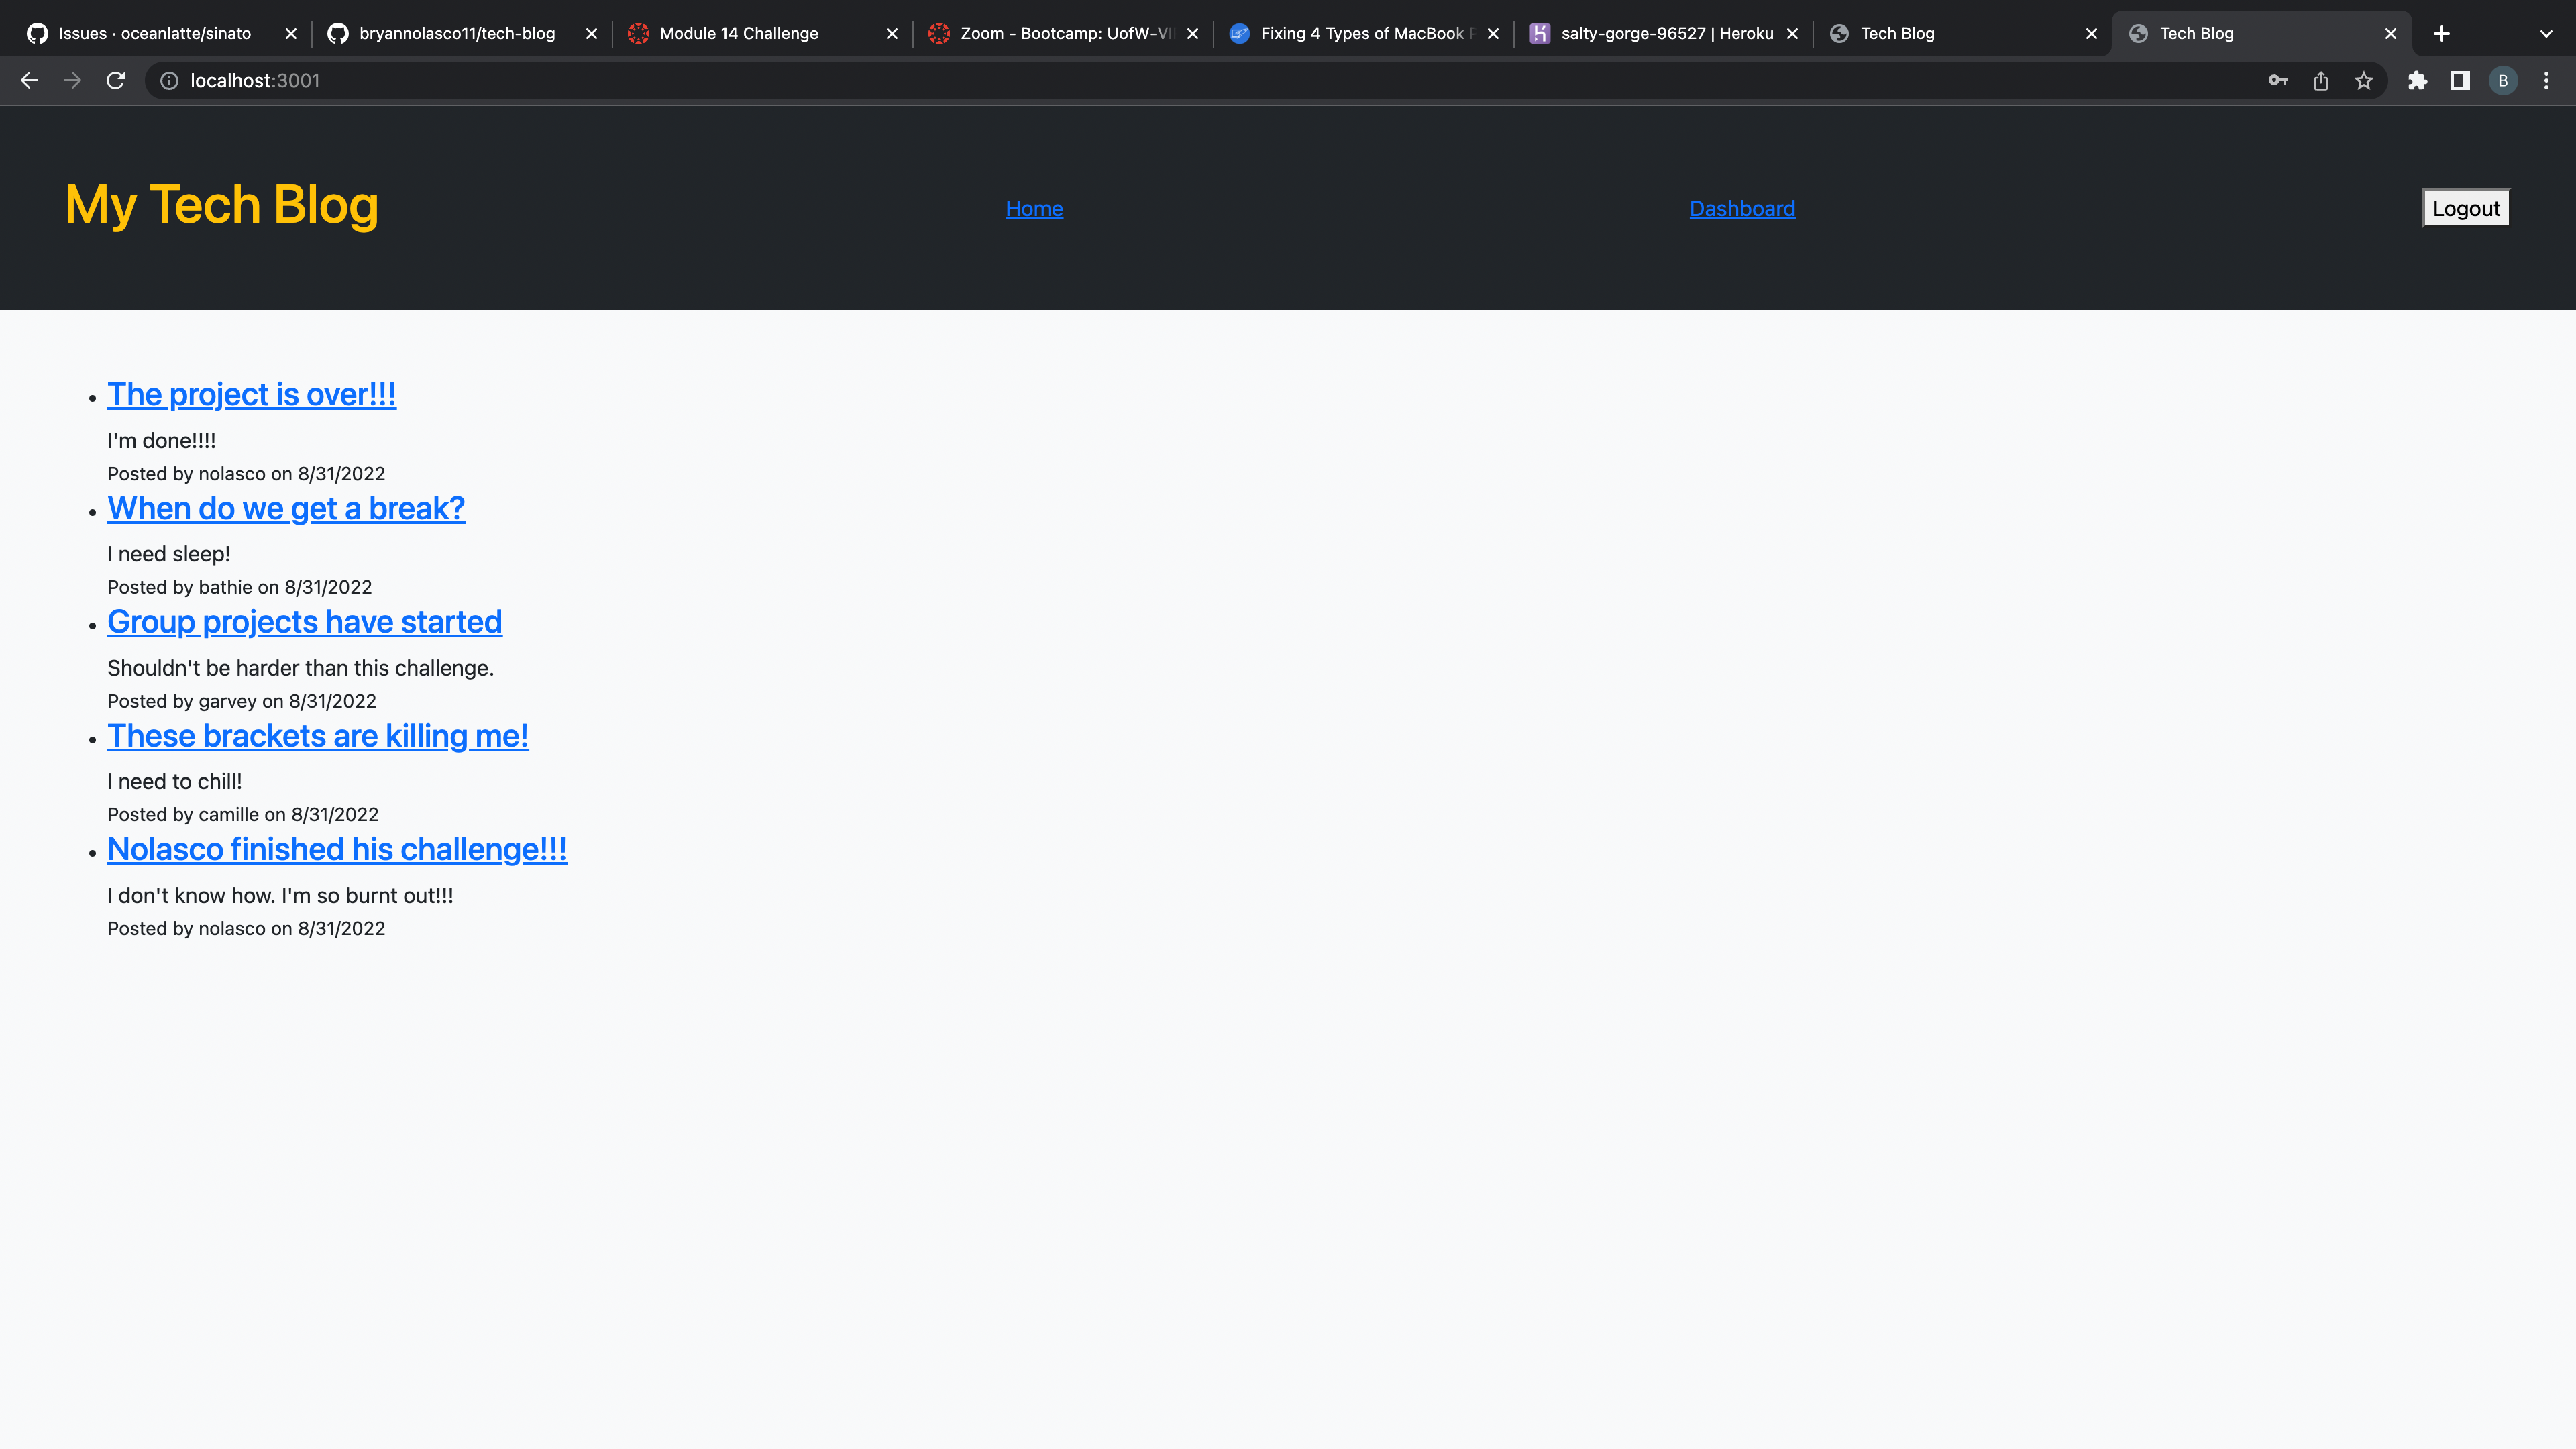 Issues · oceanlatte/sinato
bryannolasco11/tech-blog
Module 14 Challenge
Zoom - Bootcamp: UofW-VI
Fixing 4 Types of MacBook
salty-gorge-96527 | Heroku
Tech Blog
Tech Blog
localhost:3001
B
My Tech Blog
Home
Dashboard
Logout
The project is over!!!
I'm done!!!!
Posted by nolasco on 8/31/2022
When do we get a break?
I need sleep!
Posted by bathie on 8/31/2022
Group projects have started
Shouldn't be harder than this challenge.
Posted by garvey on 8/31/2022
These brackets are killing me!
I need to chill!
Posted by camille on 8/31/2022
Nolasco finished his challenge!!!
I don't know how. I'm so burnt out!!!
Posted by nolasco on 8/31/2022